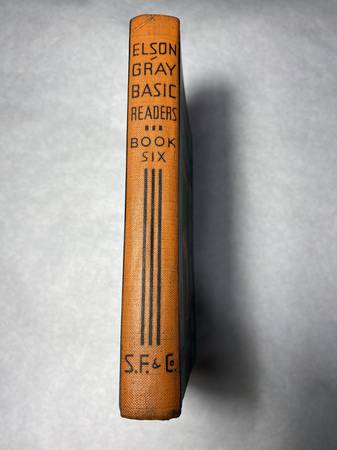 ELSON
GRAY
BASIC
READERS
BOOK
SIX
S.F. & Co.